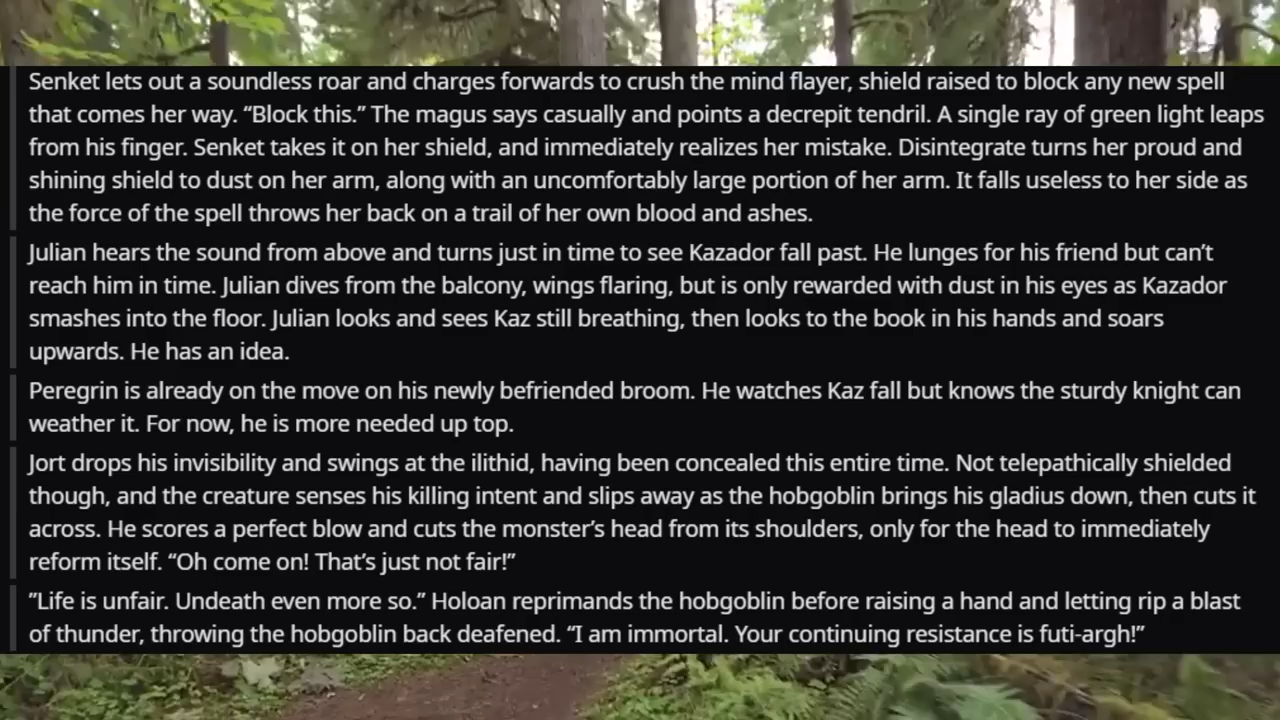 Senket lets out a soundless roar and charges forwards to crush the mind flayer, shield raised to block any new spell
that comes her way. “Block this.” The magus says casually and points a decrepit tendril. A single ray of green light leaps
from his finger. Senket takes it on her shield, and immediately realizes her mistake. Disintegrate turns her proud and
shining shield to dust on her arm, along with an uncomfortably large portion of her arm. It falls useless to her side as
the force of the spell throws her back on a trail of her own blood and ashes.
Julian hears the sound from above and turns just in time to see Kazador fall past. He lunges for his friend but can’t
reach him in time. Julian dives from the balcony, wings flaring, but is only rewarded with dust in his eyes as Kazador
smashes into the floor. Julian looks and sees Kaz still breathing, then looks to the book in his hands and soars
upwards. He has an idea.
Peregrin is already on the move on his newly befriended broom. He watches Kaz fall but knows the sturdy knight can
weather it. For now, he is more needed up top.
Jort drops his invisibility and swings at the ilithid, having been concealed this entire time. Not telepathically shielded
though, and the creature senses his killing intent and slips away as the hobgoblin brings his gladius down, then cuts it
across. He scores a perfect blow and cuts the monster’s head from its shoulders, only for the head to immediately
reform itself. “Oh come on! That’s just not fair!”
”Life is unfair. Undeath even more so.” Holoan reprimands the hobgoblin before raising a hand and letting rip a blast
of thunder, throwing the hobgoblin back deafened. “I am immortal. Your continuing resistance is futi-argh!”